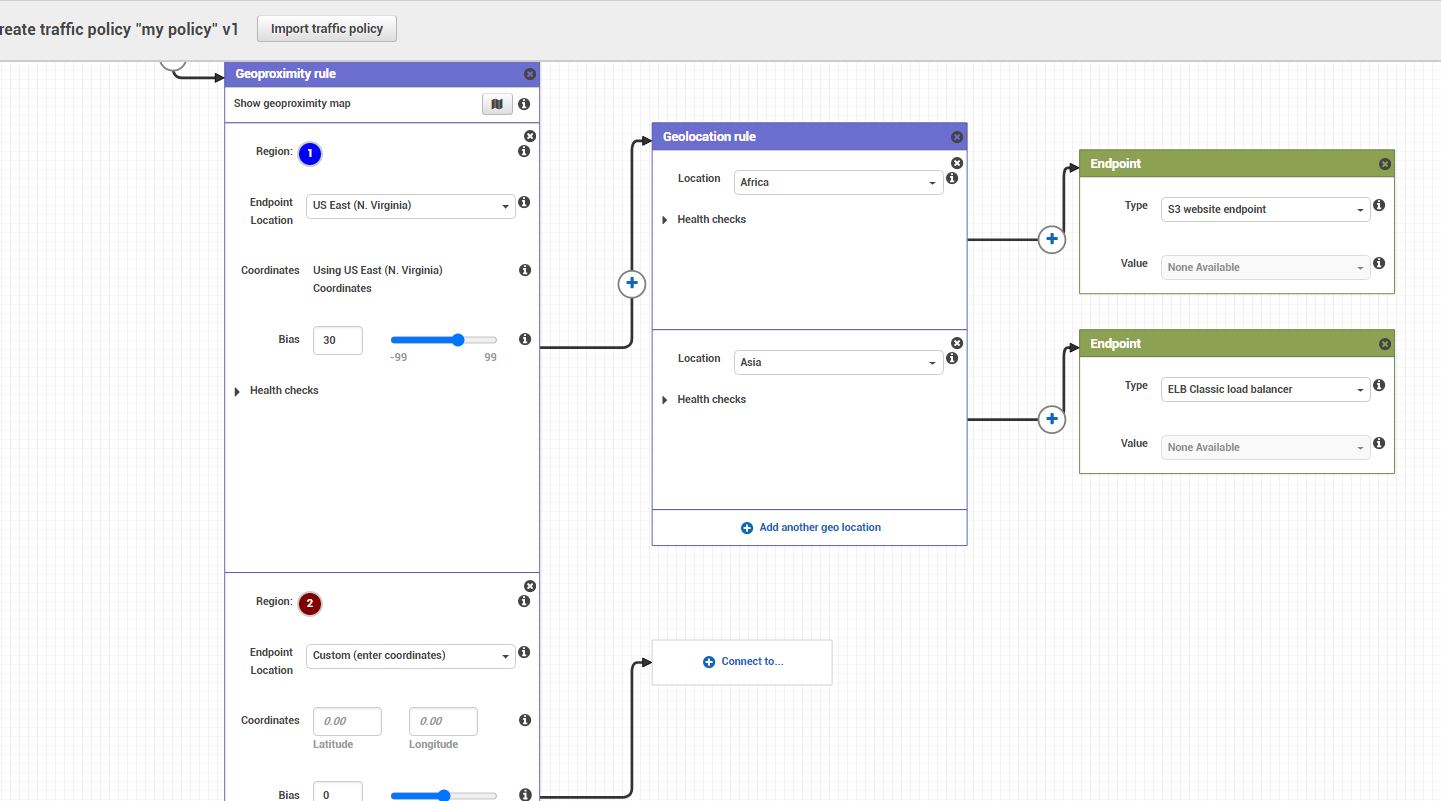 reate traffic policy "my policy" v1
Import traffic policy
Geoproximity rule
Show geoproximity map
Region: 1
Endpoint Location
US East (N. Virginia)
Coordinates
Using US East (N. Virginia)
Coordinates
Bias
30
-99
99
Health checks
Region: 2
Endpoint Location
Custom (enter coordinates)
Coordinates
0.00
0.00
Latitude
Longitude
Bias
0
Geolocation rule
Location
Africa
Health checks
Location
Asia
Health checks
Add another geo location
Connect to...
Endpoint
Type
S3 website endpoint
Value
None Available
Endpoint
Type
ELB Classic load balancer
Value
None Available